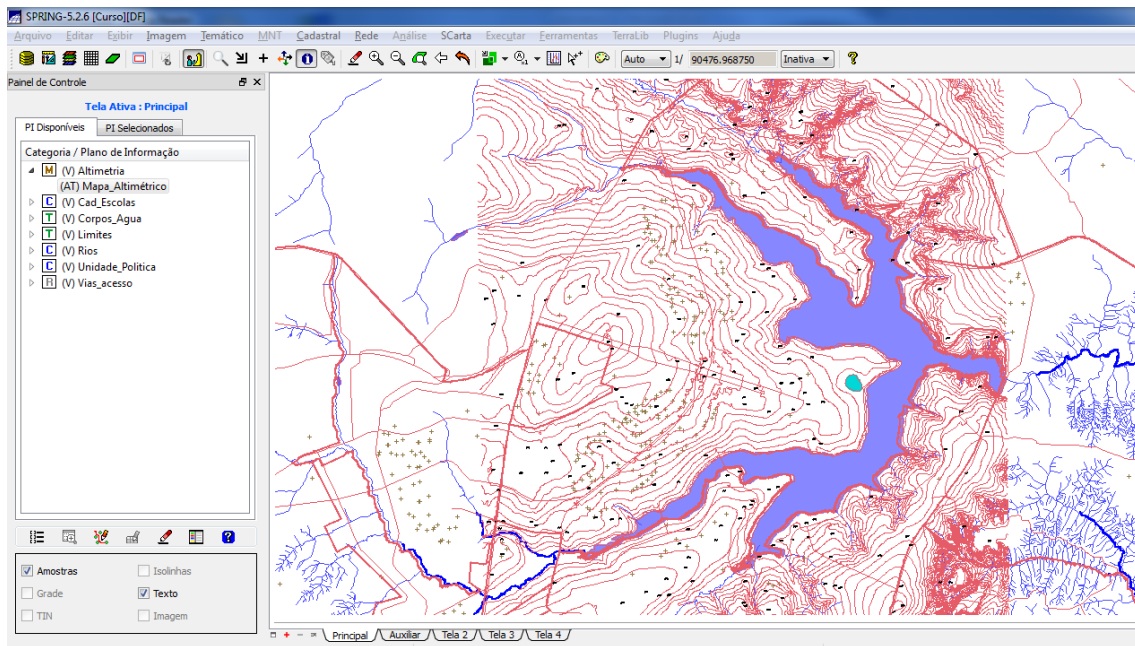 SPRING-5.2.6 [Curso][DF]
Arquivo Editar Exibir Imagem Temático MNT Cadastral Rede Análise SCarta Executar Ferramentas TerraLib Plugins Ajuda
Auto 1/ 90476.968750 Inativa
Painel de Controle
Tela Ativa : Principal
PI Disponíveis PI Selecionados
Categoria / Plano de Informação
M (V) Altimetria
(AT) Mapa_Altimétrico
C (V) Cad_Escolas
T (V) Corpos_Agua
T (V) Limites
C (V) Rios
C (V) Unidade_Politica
R (V) Vias_acesso
Amostras Isolinhas
Grade Texto
TIN Imagem
Principal Auxiliar Tela 2 Tela 3 Tela 4